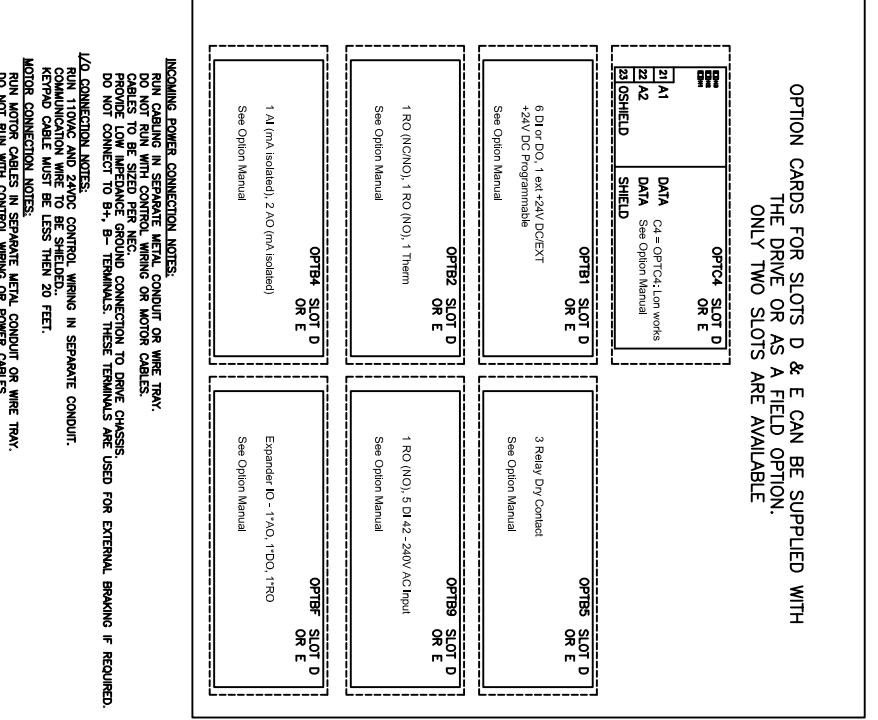 OPTION CARDS FOR SLOTS D & E CAN BE SUPPLIED WITH
THE DRIVE OR AS A FIELD OPTION.
ONLY TWO SLOTS ARE AVAILABLE
OPTC4 SLOT D
OR E
C4 = OPTC4: Lon works
See Option Manual
21 A1 DATA
22 A2 DATA
23 0SHIELD SHIELD
OPTB1 SLOT D
OR E
6 DI or DO, 1 ext +24V DC/EXT
+24V DC Programmable
See Option Manual
OPTB5 SLOT D
OR E
3 Relay Dry Contact
See Option Manual
OPTB2 SLOT D
OR E
1 RO (NC/NO), 1 RO (NO), 1 Therm
See Option Manual
OPTB9 SLOT D
OR E
1 RO (NO), 5 DI 42 - 240V AC Input
See Option Manual
OPTB4 SLOT D
OR E
1 AI (mA isolated), 2 AO (mA isolated)
See Option Manual
OPTBF SLOT D
OR E
Expander IO - 1*AO, 1*DO, 1*RO
See Option Manual
INCOMING POWER CONNECTION NOTES:
RUN CABLING IN SEPARATE METAL CONDUIT OR WIRE TRAY.
DO NOT RUN WITH CONTROL WIRING OR MOTOR CABLES.
CABLES TO BE SIZED PER NEC.
PROVIDE LOW IMPEDANCE GROUND CONNECTION TO DRIVE CHASSIS.
DO NOT CONNECT TO B+, B- TERMINALS. THESE TERMINALS ARE USED FOR EXTERNAL BRAKING IF REQUIRED.
I/O CONNECTION NOTES:
RUN 110VAC AND 24VDC CONTROL WIRING IN SEPARATE CONDUIT.
COMMUNICATION WIRE TO BE SHIELDED..
KEYPAD CABLE MUST BE LESS THEN 20 FEET.
MOTOR CONNECTION NOTES:
RUN MOTOR CABLES IN SEPARATE METAL CONDUIT OR WIRE TRAY.
DO NOT RUN WITH CONTROL WIRING OR POWER CABLES